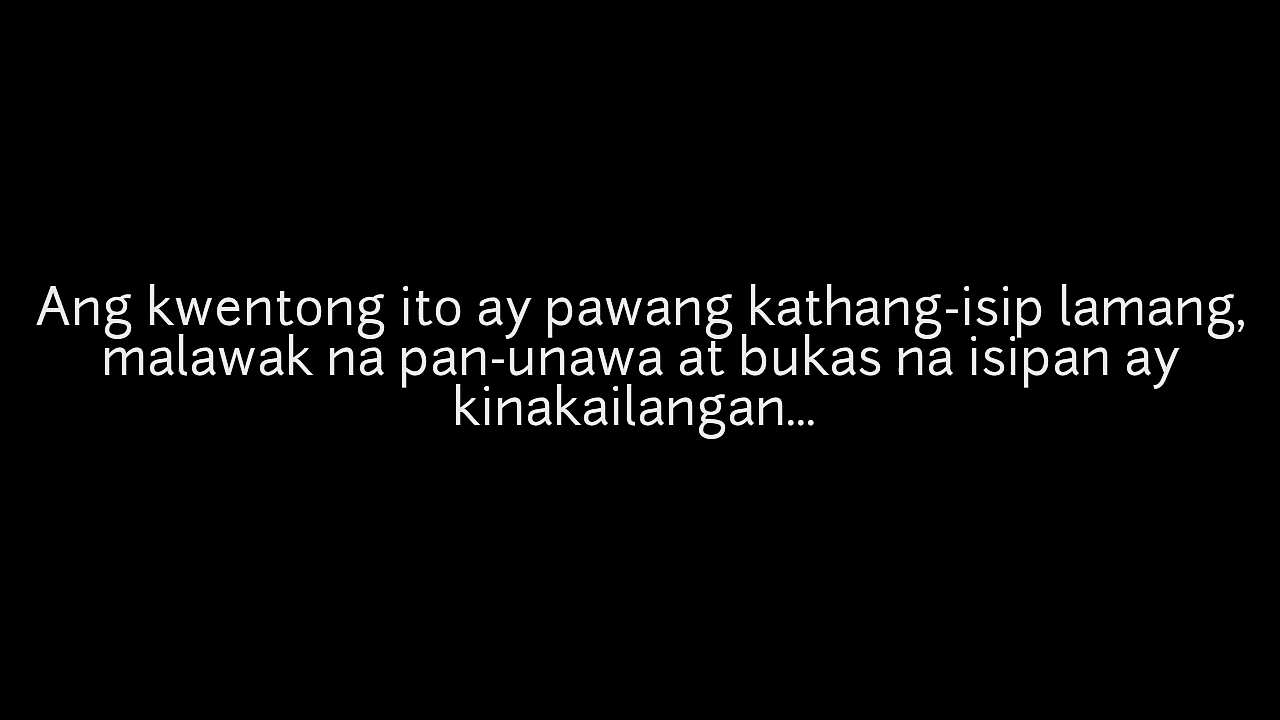 Ang kwentong ito ay pawang kathang-isip lamang,
malawak na pan-unawa at bukas na isipan ay
kinakailangan...